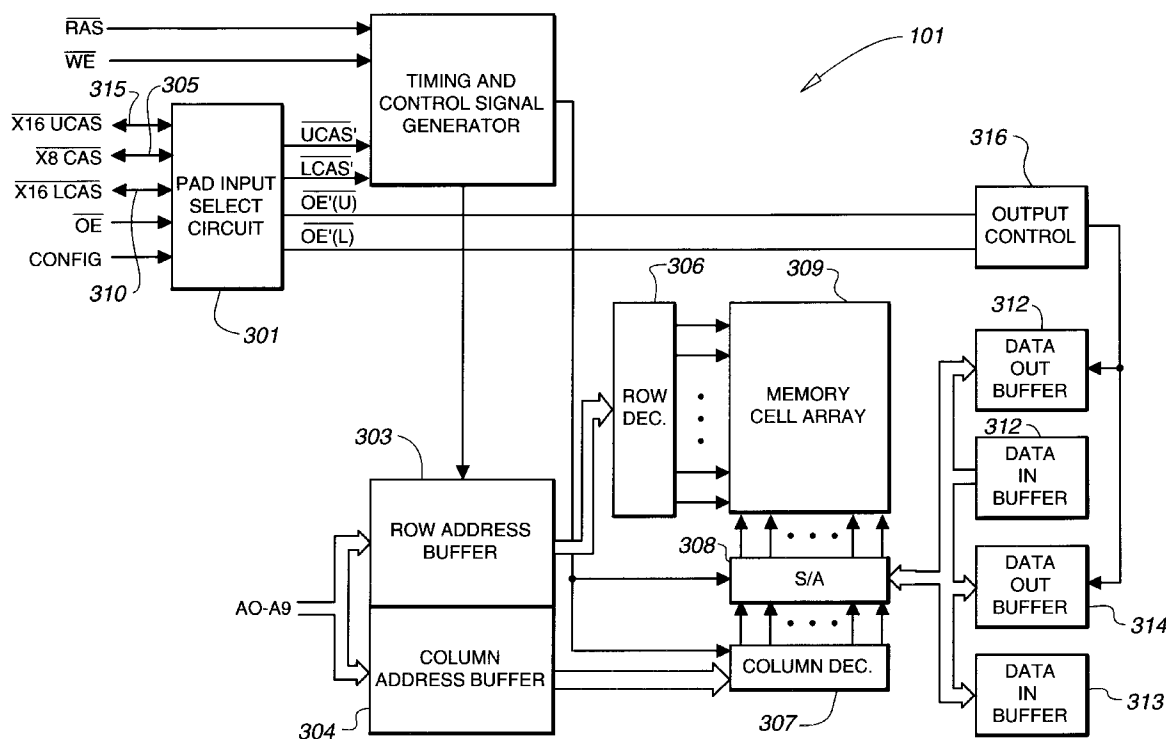 RAS
WE
TIMING AND
CONTROL SIGNAL
GENERATOR
101
315
305
X16 UCAS
X8 CAS
X16 LCAS
OE
CONFIG
310
PAD INPUT
SELECT
CIRCUIT
301
UCAS'
LCAS'
OE'(U)
OE'(L)
316
OUTPUT
CONTROL
306
ROW
DEC.
309
MEMORY
CELL ARRAY
312
DATA
OUT
BUFFER
312
DATA
IN
BUFFER
303
ROW ADDRESS
BUFFER
308
S/A
DATA
OUT
BUFFER
314
AO-A9
COLUMN
ADDRESS BUFFER
304
COLUMN DEC.
307
DATA
IN
BUFFER
313